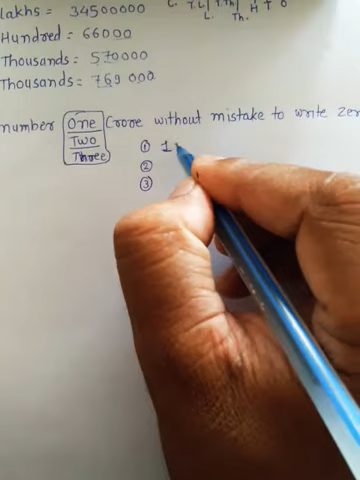 lakhs = 34500000
C. T.L/L. T.Th/Th. H T O
Hundred = 66000
Thousands = 570000
Thousands = 769 000
number One Crore without mistake to write zer
Two
Three
① 1
②
③